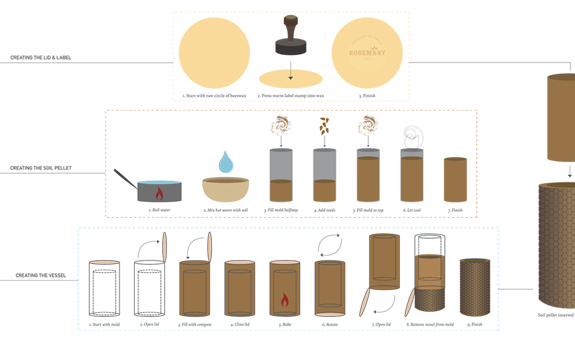 CREATING THE LID & LABEL
ROSEMARY
1. Start with raw circle of beeswax
2. Press warm label stamp into wax
3. Finish
CREATING THE SOIL PELLET
1. Boil water
2. Mix hot water with soil
3. Fill mold halfway
4. Add seeds
5. Fill mold to top
6. Let cool
7. Finish
CREATING THE VESSEL
1. Start with mold
2. Open lid
3. Fill with compost
4. Close lid
5. Bake
6. Rotate
7. Open lid
8. Remove vessel from mold
9. Finish
Soil pellet inserted